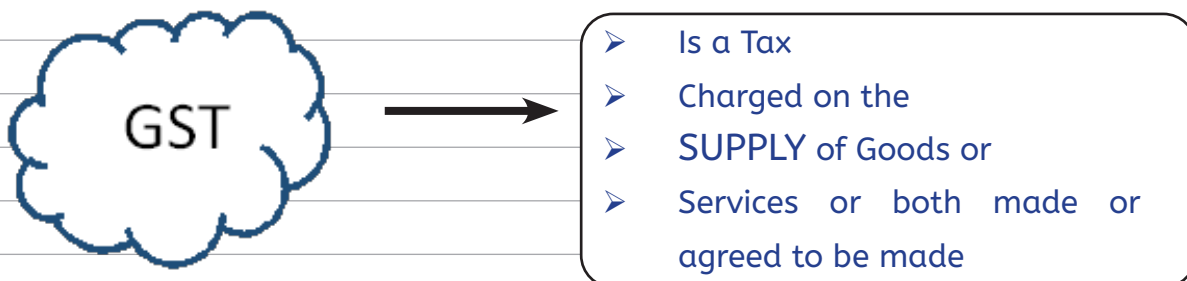 GST
➢ Is a Tax
➢ Charged on the
➢ SUPPLY of Goods or
➢ Services or both made or
agreed to be made